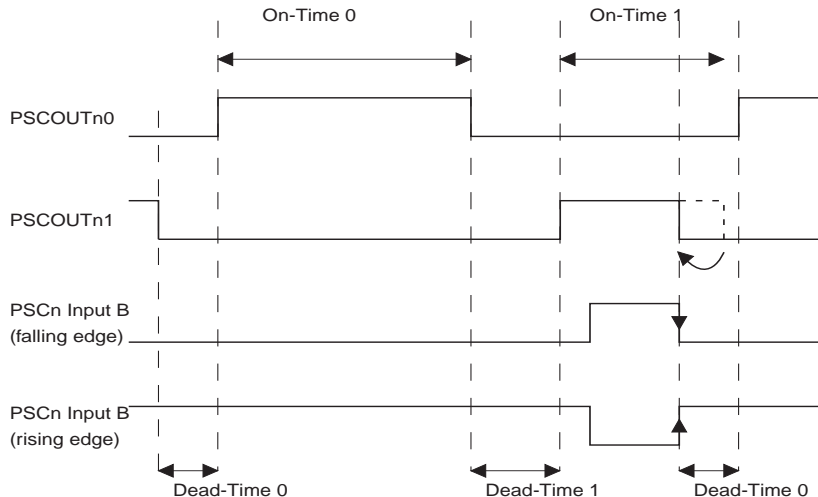 On-Time 0
On-Time 1
PSCOUTn0
PSCOUTn1
PSCn Input B
(falling edge)
PSCn Input B
(rising edge)
Dead-Time 0
Dead-Time 1
Dead-Time 0